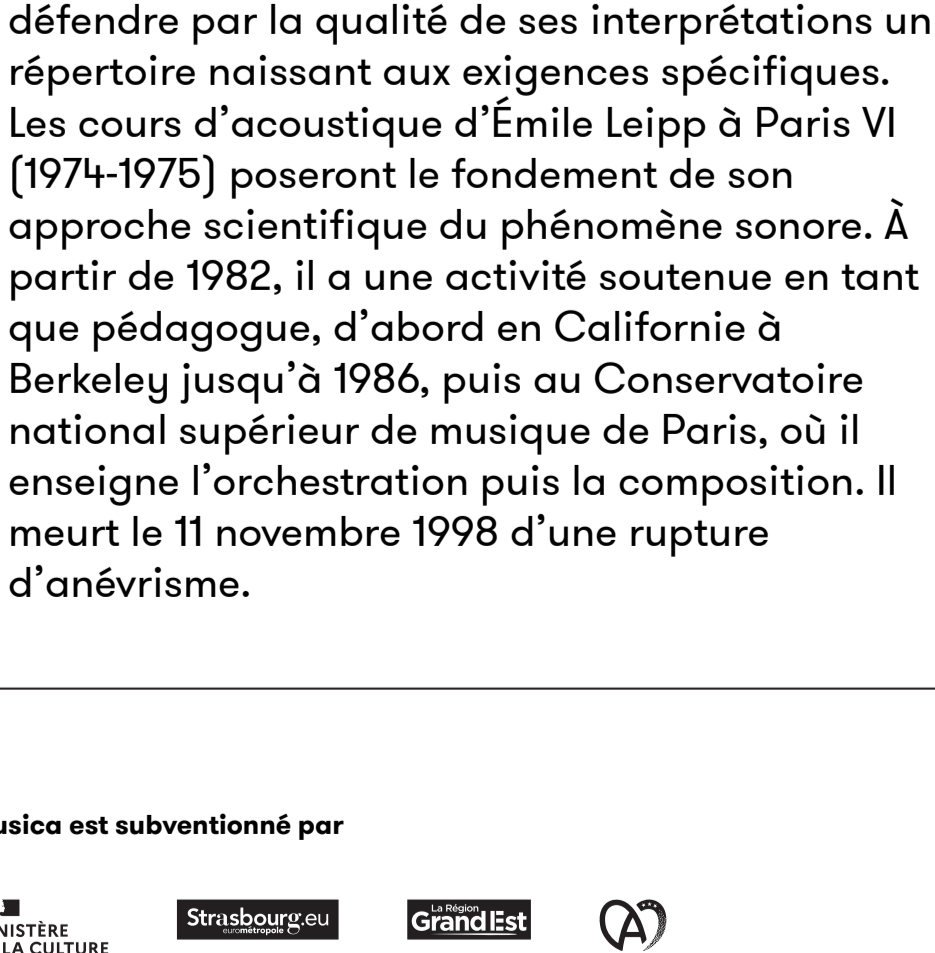 défendre par la qualité de ses interprétations un
répertoire naissant aux exigences spécifiques.
Les cours d’acoustique d’Émile Leipp à Paris VI
(1974-1975) poseront le fondement de son
approche scientifique du phénomène sonore. À
partir de 1982, il a une activité soutenue en tant
que pédagogue, d’abord en Californie à
Berkeley jusqu’à 1986, puis au Conservatoire
national supérieur de musique de Paris, où il
enseigne l’orchestration puis la composition. Il
meurt le 11 novembre 1998 d’une rupture
d’anévrisme.
usica est subventionné par
NISTÈRE
LA CULTURE
Strasbourg.eu
eurométropole
La Région
Grand Est